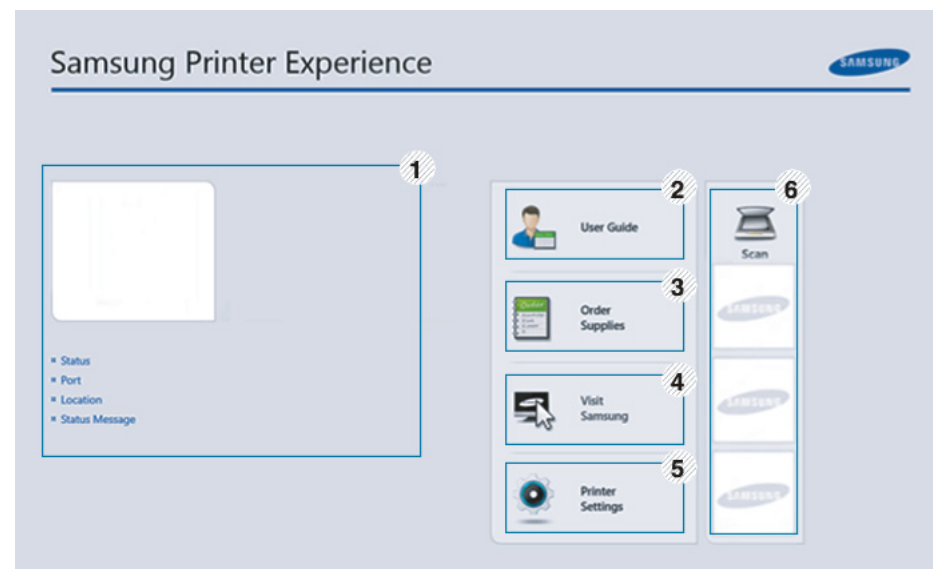 Samsung Printer Experience
SAMSUNG
1
Status
Port
Location
Status Message
2
User Guide
3
Order
Supplies
4
Visit
Samsung
5
Printer
Settings
6
Scan
SAMSUNG
SAMSUNG
SAMSUNG